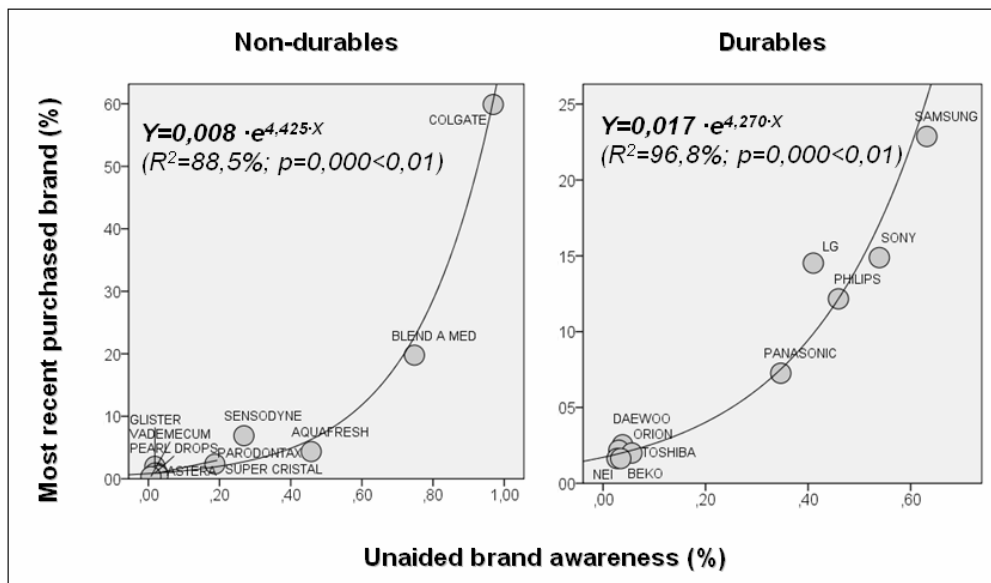 Non-durables
Durables
Most recent purchased brand (%)
60
50
40
30
20
10
00
,00
,20
,40
,60
,80
1,00
Y=0,008 ·e^4,425·X
(R²=88,5%; p=0,000<0,01)
COLGATE
BLEND A MED
SENSODYNE
AQUAFRESH
GLISTER
VADEMECUM
PEARL DROPS
PARODONTAX
ASTERA
SUPER CRISTAL
25
20
15
10
05
00
,00
,20
,40
,60
Y=0,017 ·e^4,270·X
(R²=96,8%; p=0,000<0,01)
SAMSUNG
LG
SONY
PHILIPS
PANASONIC
DAEWOO
ORION
TOSHIBA
NEI
BEKO
Unaided brand awareness (%)